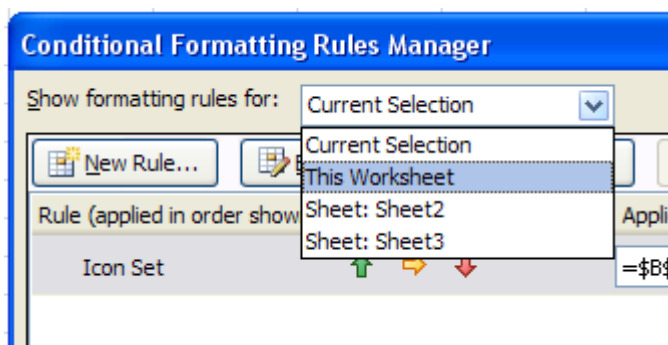 Conditional Formatting Rules Manager
Show formatting rules for: Current Selection
Current Selection
New Rule...
This Worksheet
Sheet: Sheet2
Rule (applied in order show
Sheet: Sheet3
Icon Set
=$B$